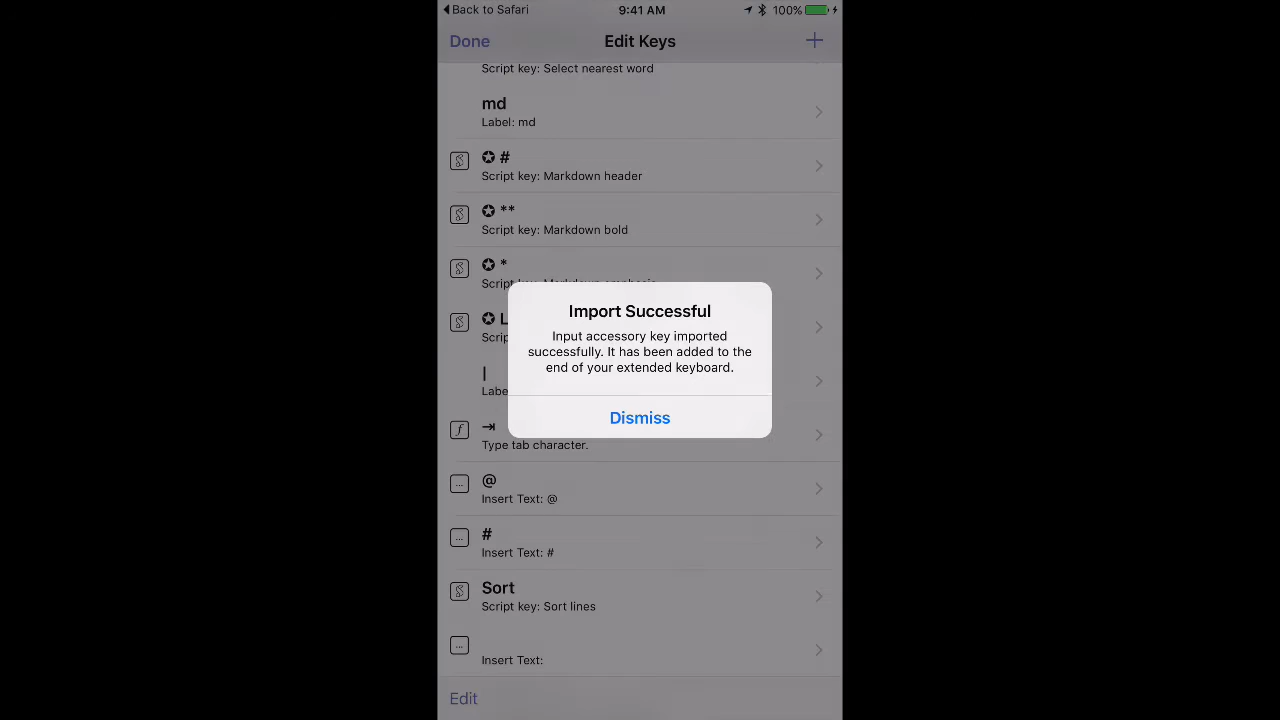 Back to Safari 9:41 AM 100%
Done Edit Keys +
Script key: Select nearest word
md
Label: md
✪ #
Script key: Markdown header
✪ **
Script key: Markdown bold
✪ *
Script key: Markdown emphasis
✪ L
Scrip
|
Labe
Import Successful
Input accessory key imported
successfully. It has been added to the
end of your extended keyboard.
Dismiss
⇥
Type tab character.
@
Insert Text: @
#
Insert Text: #
Sort
Script key: Sort lines
Insert Text:
Edit